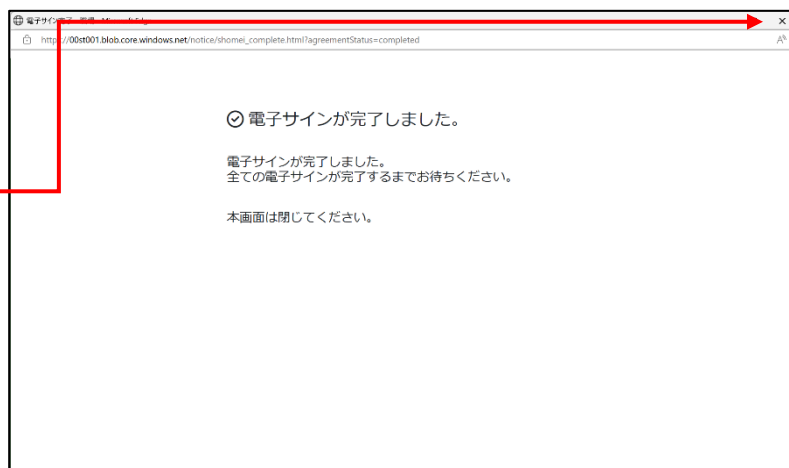 電子サイン完了 - Microsoft Edge
http://00st001.blob.core.windows.net/notice/shomei_complete.html?agreementStatus=completed
電子サインが完了しました。
電子サインが完了しました。
全ての電子サインが完了するまでお待ちください。
本画面は閉じてください。